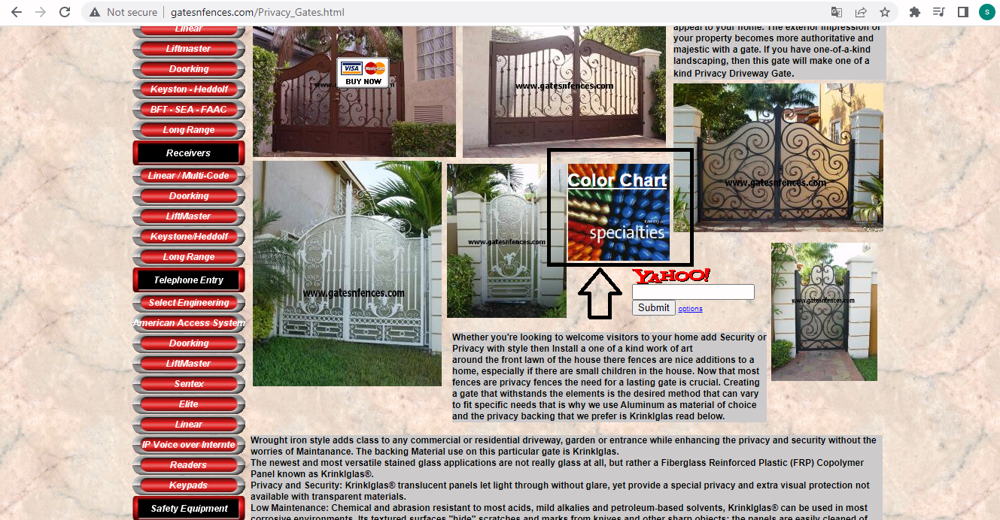 Not secure
gatesnfences.com/Privacy_Gates.html
S
Linear
Liftmaster
Doorking
Keyston - Heddolf
BFT - SEA - FAAC
Long Range
Receivers
Linear / Multi-Code
Doorking
LiftMaster
Keystone/Heddolf
Long Range
Telephone Entry
Select Engineering
American Access System
Doorking
LiftMaster
Sentex
Elite
Linear
IP Voice over Internte
Readers
Keypads
Safety Equipment
VISA MasterCard
BUY NOW
www.gatesnfences.com
appeal to your home. The exterior impression of
your property becomes more authoritative and
majestic with a gate. If you have one-of-a-kind
landscaping, then this gate will make one of a
kind Privacy Driveway Gate.
www.gatesnfences.com
www.gatesnfences.com
www.gatesnfences.com
Color Chart
specialties
www.gatesnfences.com
YAHOO!
Submit
options
www.gatesnfences.com
Whether you're looking to welcome visitors to your home add Security or
Privacy with style then Install a one of a kind work of art
around the front lawn of the house there fences are nice additions to a
home, especially if there are small children in the house. Now that most
fences are privacy fences the need for a lasting gate is crucial. Creating
a gate that withstands the elements is the desired method that can vary
to fit specific needs that is why we use Aluminum as material of choice
and the privacy backing that we prefer is Krinklglas read below.
Wrought iron style adds class to any commercial or residential driveway, garden or entrance while enhancing the privacy and security without the
worries of Maintanance. The backing Material use on this particular gate is Krinklglas.
The newest and most versatile stained glass applications are not really glass at all, but rather a Fiberglass Reinforced Plastic (FRP) Copolymer
Panel known as Krinklglas®.
Privacy and Security: Krinklglas® translucent panels let light through without glare, yet provide a special privacy and extra visual protection not
available with transparent materials.
Low Maintenance: Chemical and abrasion resistant to most acids, mild alkalies and petroleum-based solvents, Krinklglas® can be used in most
corrosive environments. Its textured surfaces "hide" scratches and marks from knives and other sharp objects; the panels are easily cleaned of